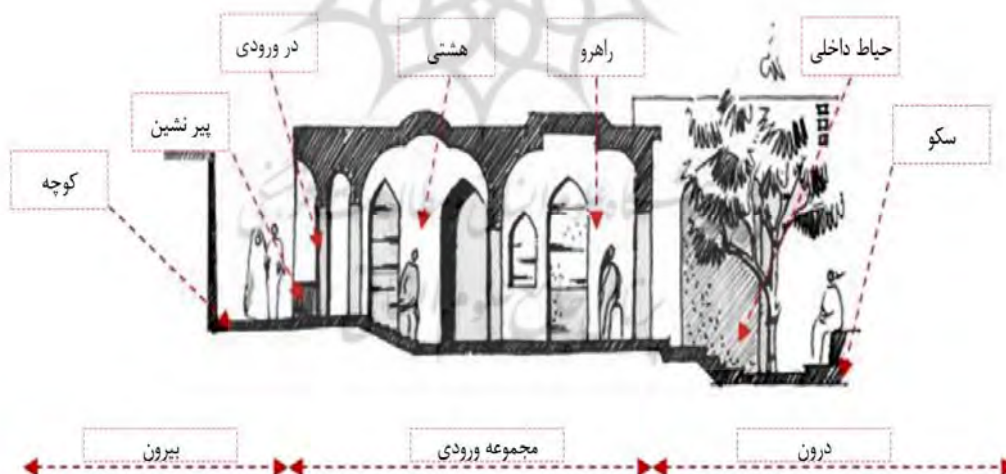 حیاط داخلی
راهرو
هشتی
در ورودی
پیر نشین
سکو
کوچه
درون
مجموعه ورودی
بیرون